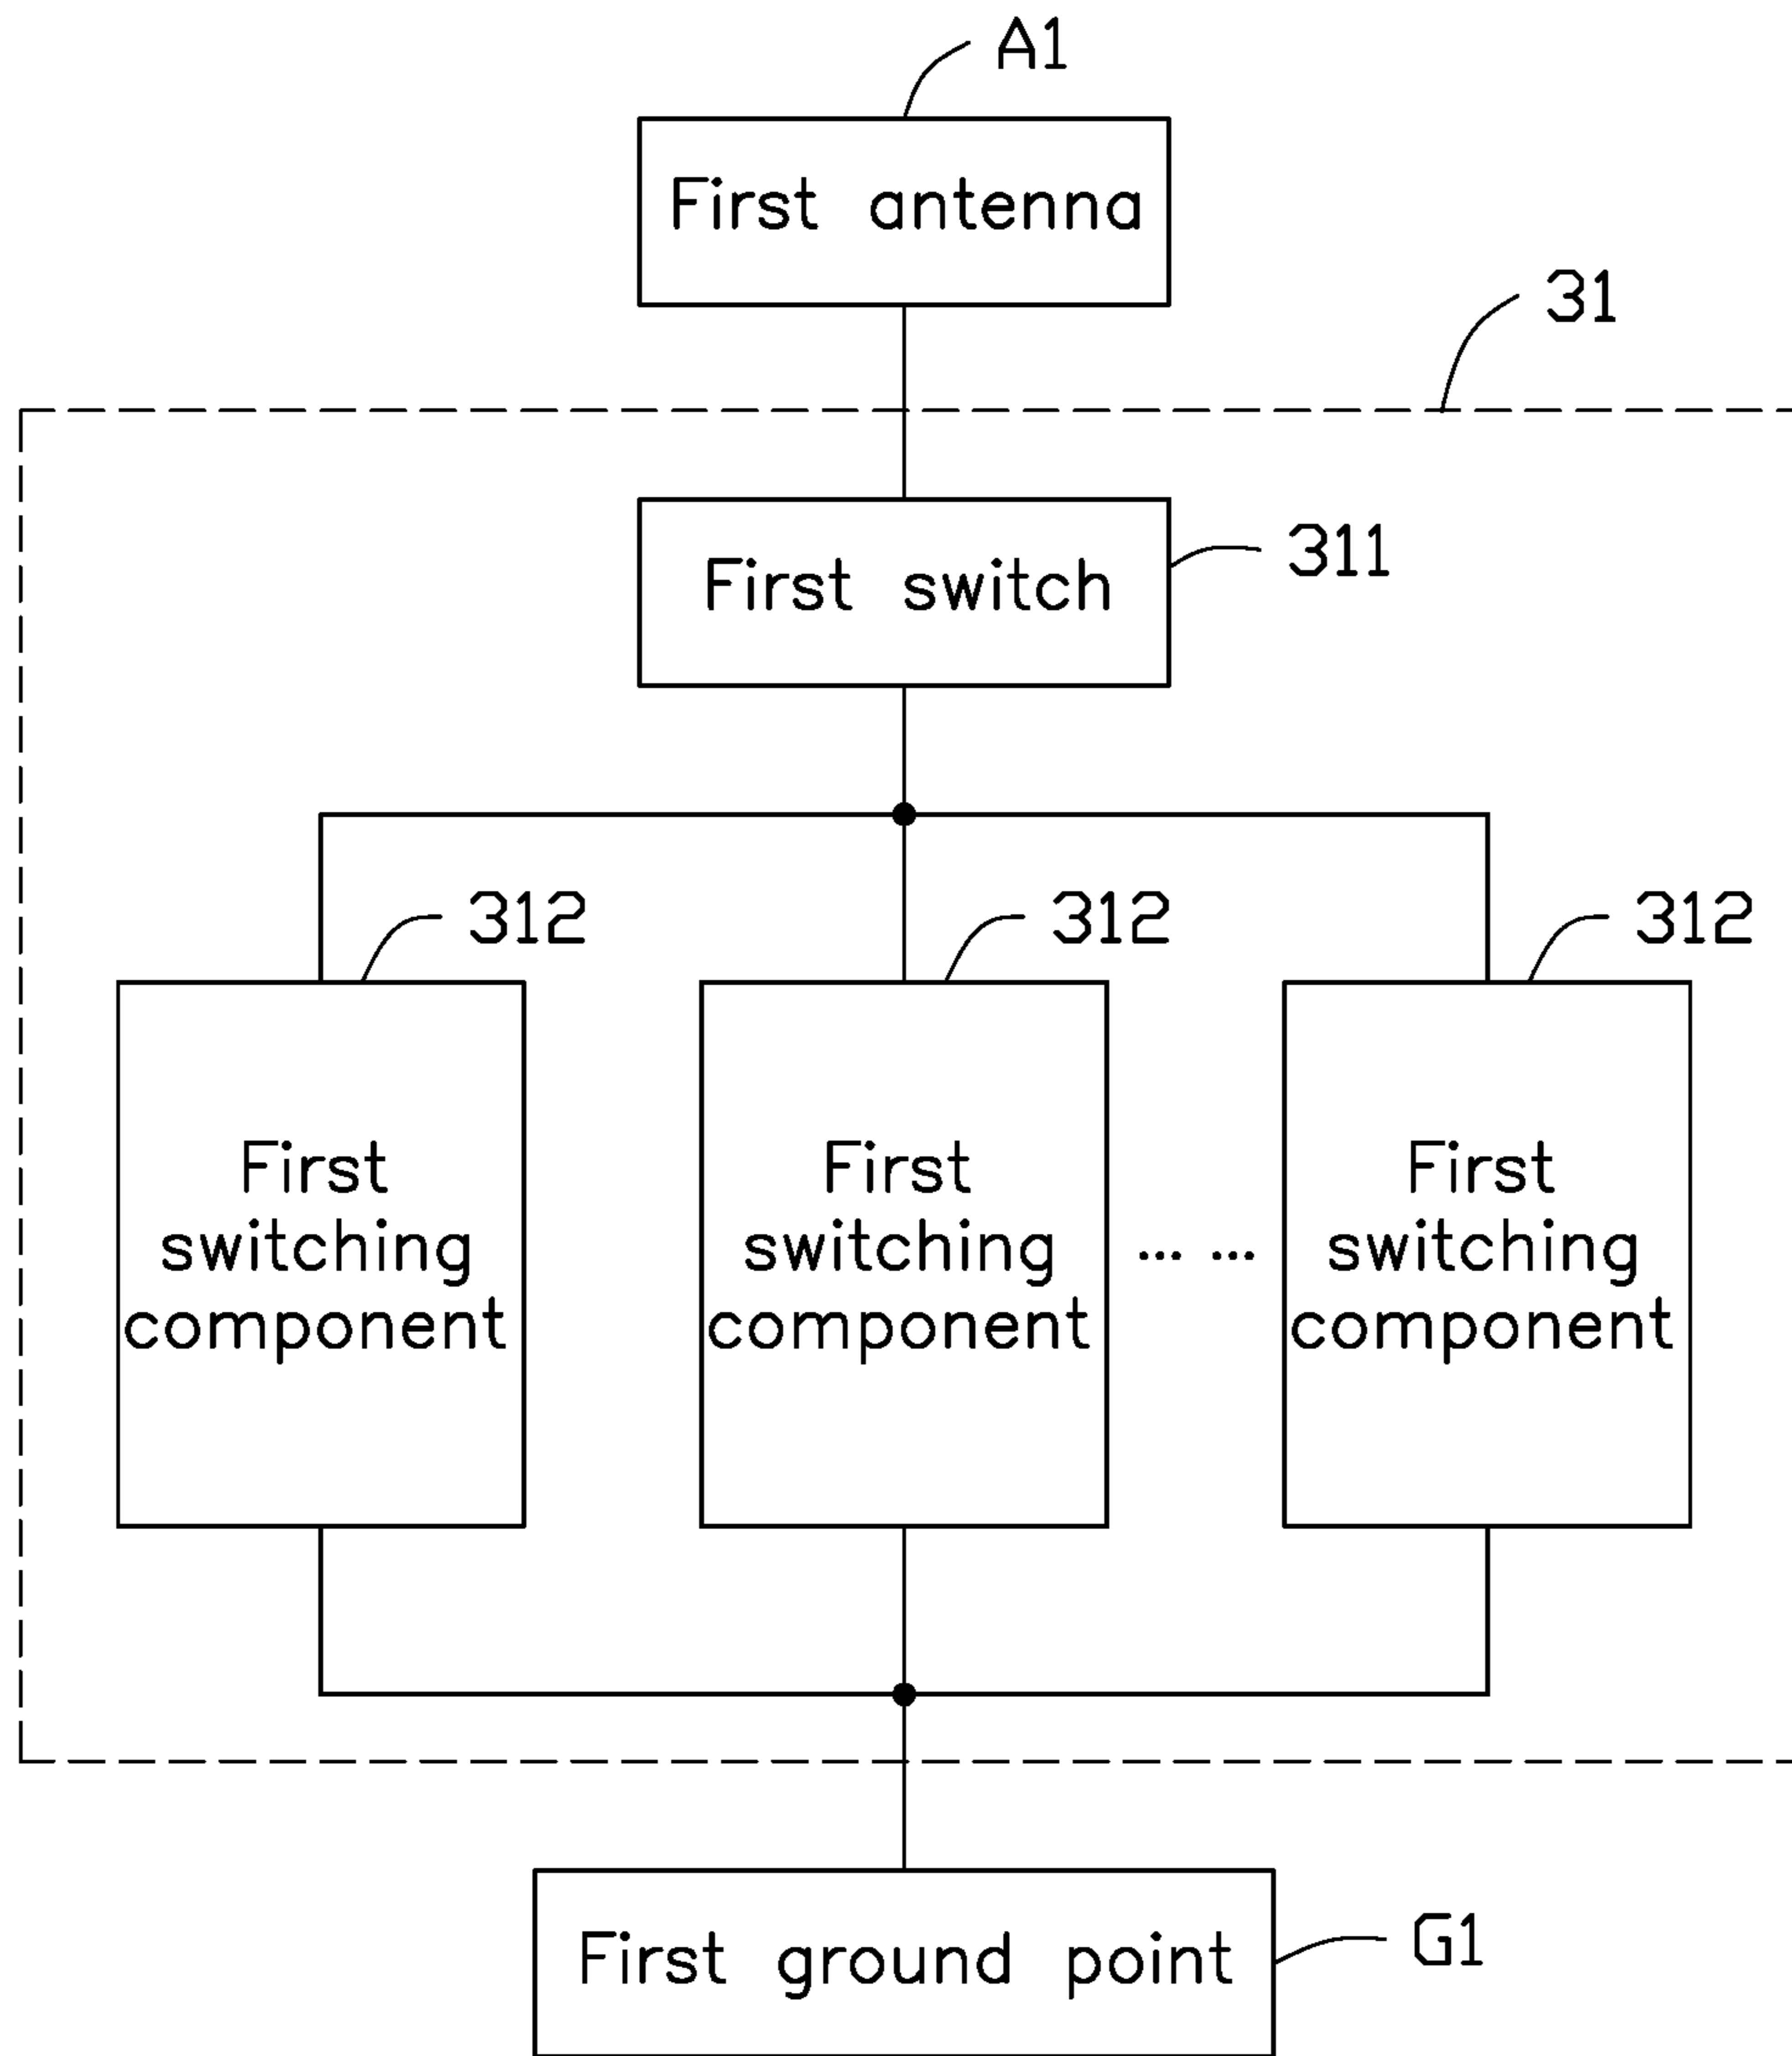 A1
First antenna
31
First switch
311
312
312
312
First
switching
component
First
switching
component
... ...
First
switching
component
First ground point
G1